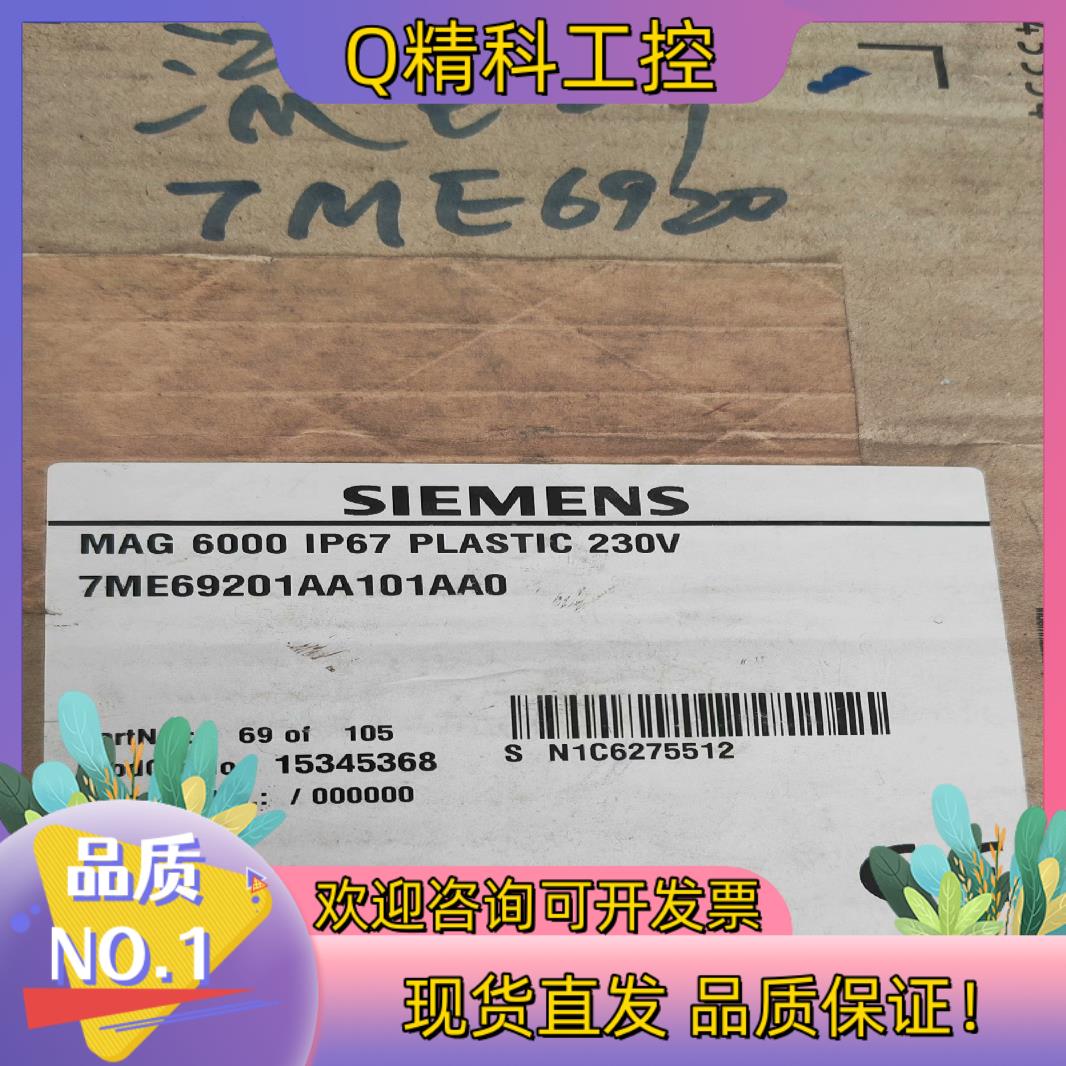 Q精科工控
7ME6920
SIEMENS
MAG 6000 IP67 PLASTIC 230V
7ME69201AA101AA0
69 of 105
15345368
S N1C6275512
/ 000000
品质
NO.1
欢迎咨询可开发票
现货直发 品质保证！